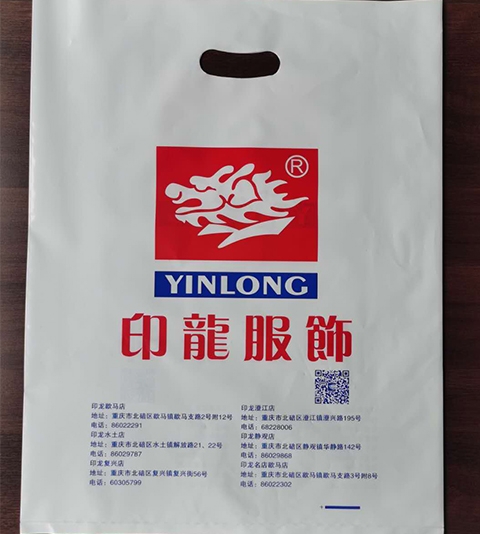 ®
YINLONG
印龍服飾
印龙歇马店
地址：重庆市北碚区歇马镇歇马支路2号附12号
电话：86022291
印龙水土店
地址：重庆市北碚区水土镇解放路21、22号
电话：86029787
印龙复兴店
地址：重庆市北碚区复兴镇复兴街56号
电话：60305799
印龙澄江店
地址：重庆市北碚区澄江镇澄兴路195号
电话：68228006
印龙静观店
地址：重庆市北碚区静观镇华静路142号
电话：86029868
印龙名店歇马店
地址：重庆市北碚区歇马镇歇马支路3号附8号
电话：86022302